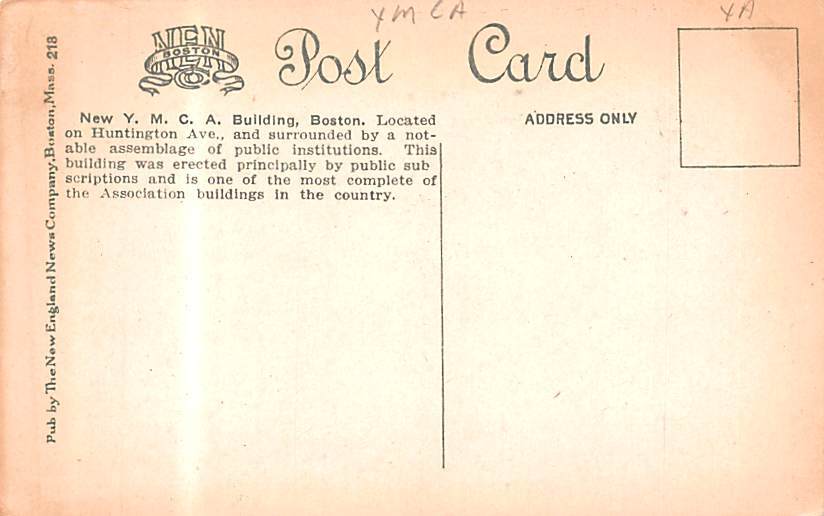 YMCA
YA
NEN
BOSTON
Co
Post Card
New Y. M. C. A. Building, Boston. Located
on Huntington Ave., and surrounded by a not-
able assemblage of public institutions. This
building was erected principally by public sub
scriptions and is one of the most complete of
the Association buildings in the country.
ADDRESS ONLY
Pub by The New England News Company, Boston, Mass. 218